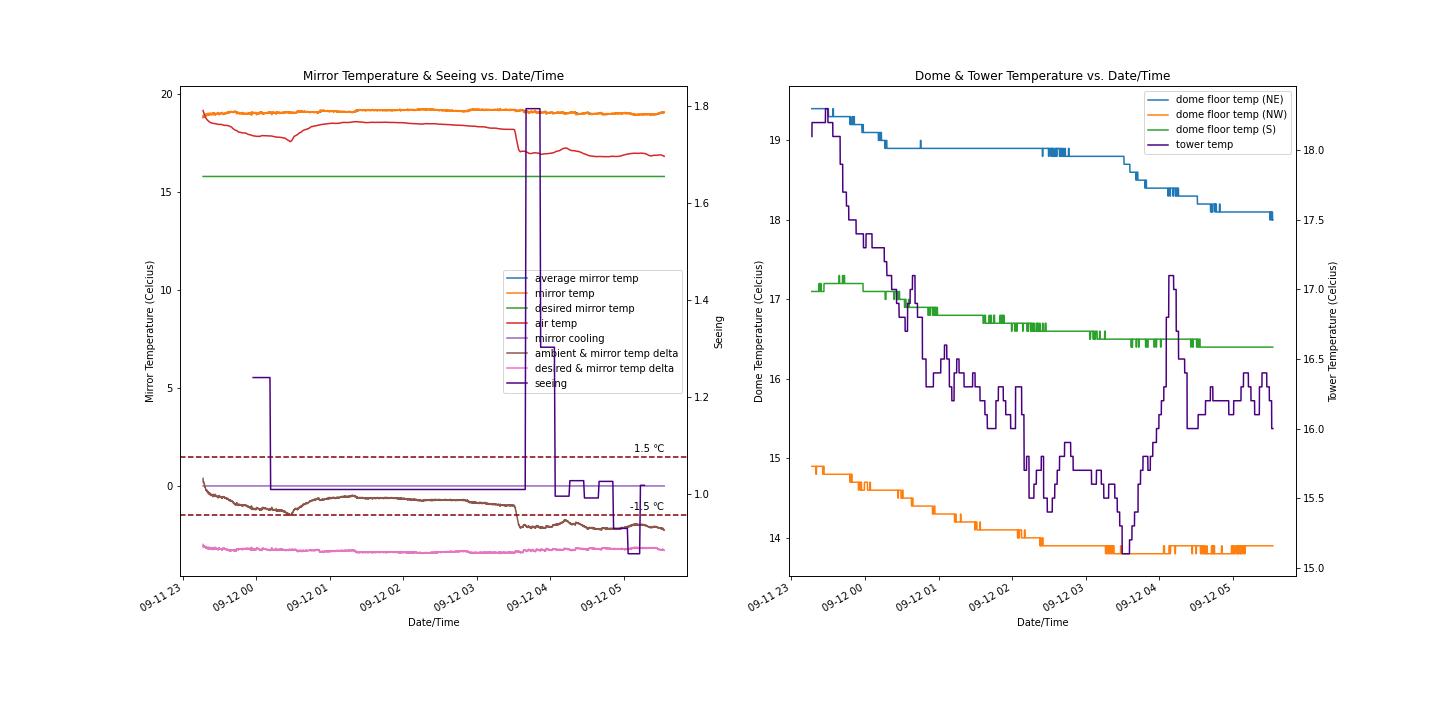 Mirror Temperature & Seeing vs. Date/Time
Mirror Temperature (Celcius)
20
15
10
5
0
1.8
1.6
1.4
1.2
1.0
Seeing
average mirror temp
mirror temp
desired mirror temp
air temp
mirror cooling
ambient & mirror temp delta
desired & mirror temp delta
seeing
1.5 °C
-1.5 °C
09-11 23
09-12 00
09-12 01
09-12 02
09-12 03
09-12 04
09-12 05
Date/Time
Dome & Tower Temperature vs. Date/Time
Dome Temperature (Celcius)
19
18
17
16
15
14
dome floor temp (NE)
dome floor temp (NW)
dome floor temp (S)
tower temp
18.0
17.5
17.0
16.5
16.0
15.5
15.0
Tower Temperature (Celcius)
09-11 23
09-12 00
09-12 01
09-12 02
09-12 03
09-12 04
09-12 05
Date/Time